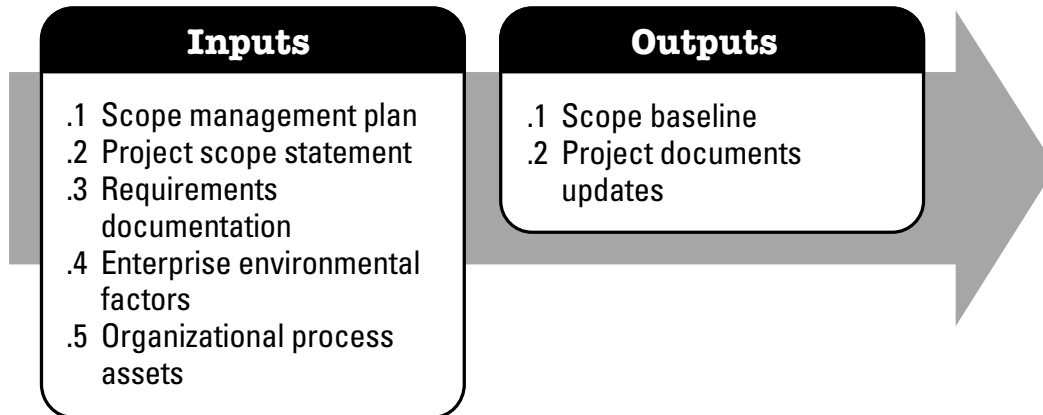 Inputs
.1 Scope management plan
.2 Project scope statement
.3 Requirements
documentation
.4 Enterprise environmental
factors
.5 Organizational process
assets
Outputs
.1 Scope baseline
.2 Project documents
updates